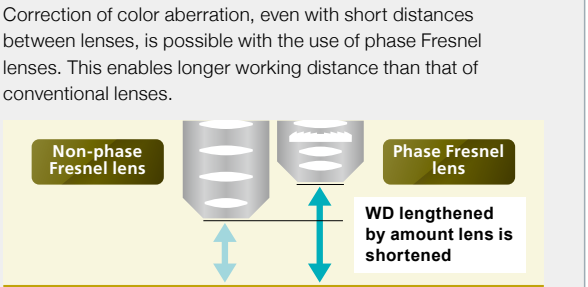 Correction of color aberration, even with short distances
between lenses, is possible with the use of phase Fresnel
lenses. This enables longer working distance than that of
conventional lenses.
Non-phase
Fresnel lens
Phase Fresnel
lens
WD lengthened
by amount lens is
shortened